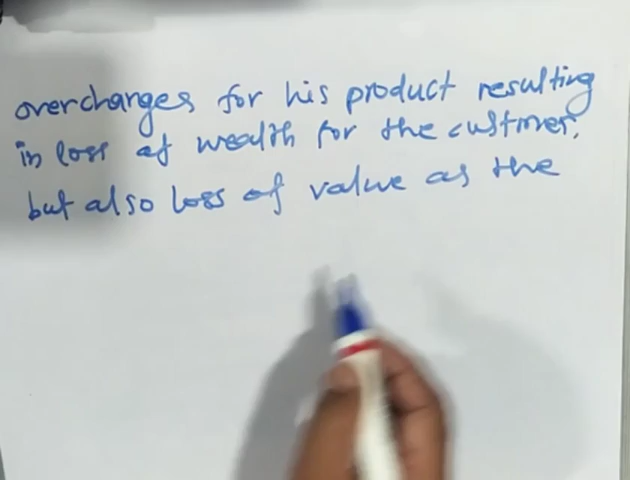 overcharges for his product resulting
in loss of wealth for the customer.
but also loss of value as the